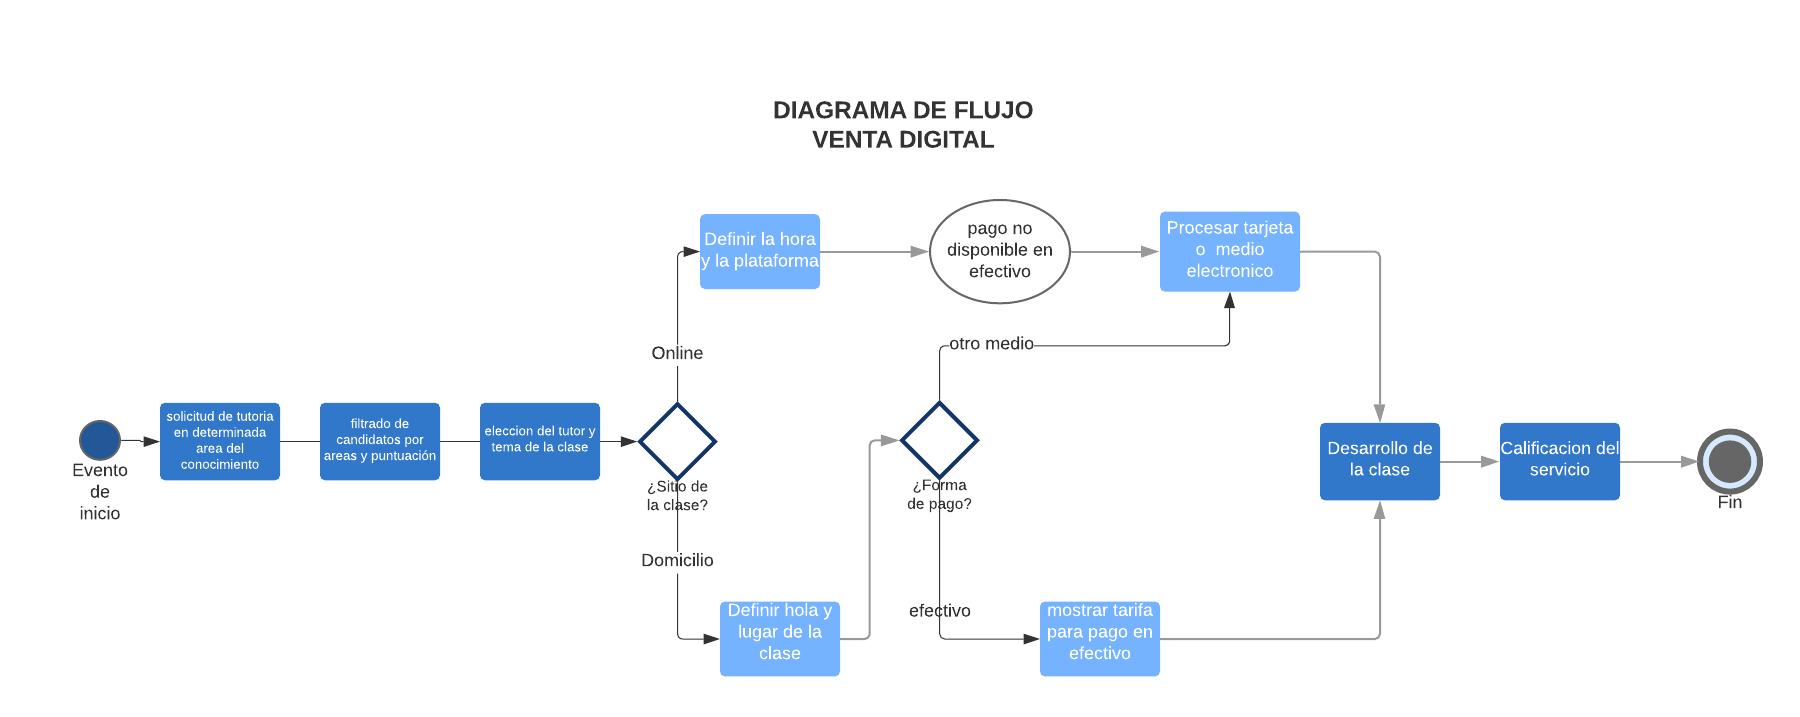 DIAGRAMA DE FLUJO
VENTA DIGITAL
Evento
de
inicio
solicitud de tutoria
en determinada
area del
conocimiento
filtrado de
candidatos por
areas y puntuación
eleccion del tutor y
tema de la clase
¿Sitio de
la clase?
Online
Definir la hora
y la plataforma
pago no
disponible en
efectivo
Procesar tarjeta
o medio
electronico
Domicilio
Definir hola y
lugar de la
clase
¿Forma
de pago?
otro medio
efectivo
mostrar tarifa
para pago en
efectivo
Desarrollo de
la clase
Calificacion del
servicio
Fin